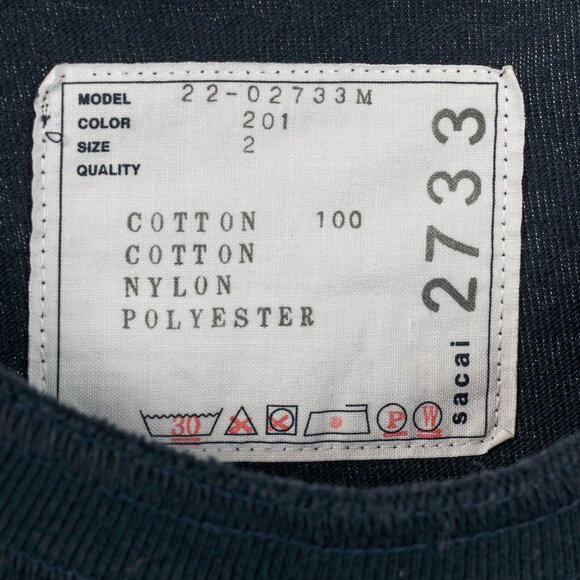 MODEL 22-02733M
COLOR 201
SIZE 2
QUALITY
COTTON 100
COTTON
NYLON
POLYESTER
30
P
W
sacai 2733